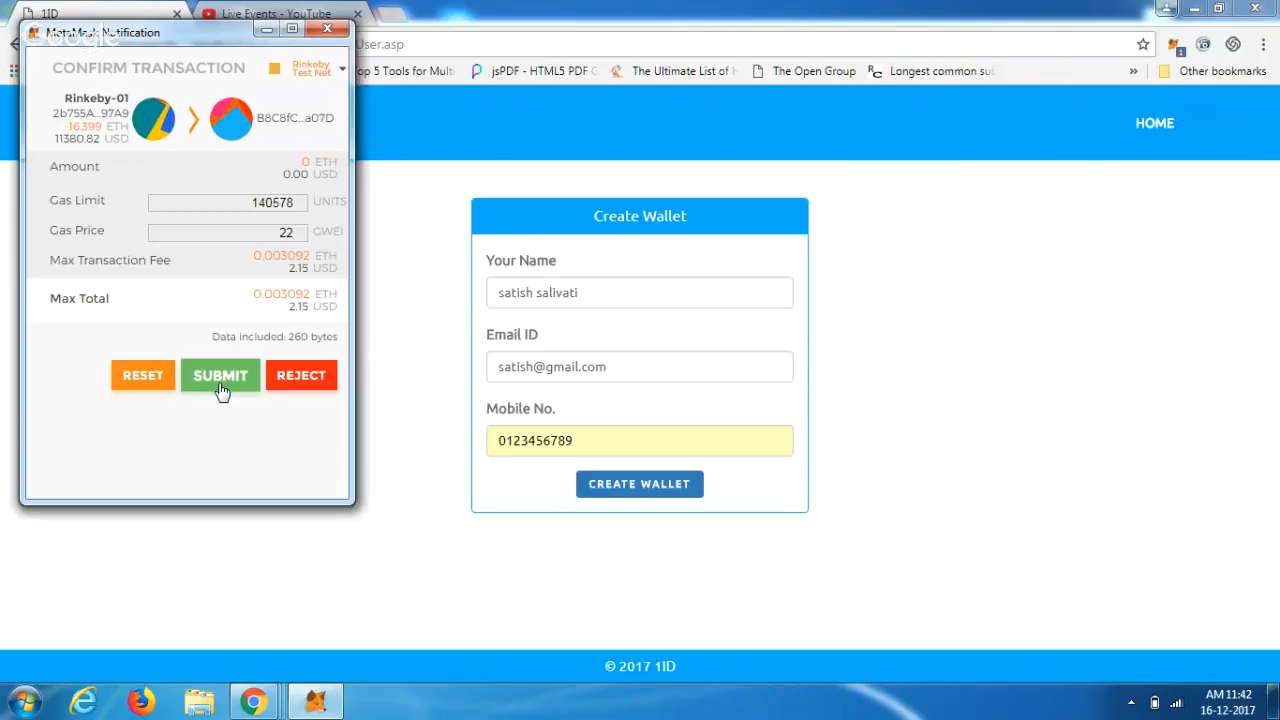 1ID
Live Events - YouTube
Google
MetaMask Notification
User.asp
op 5 Tools for Mul
jsPDF - HTML5 PDF G
The Ultimate List of H
The Open Group
RC
Longest common sub
»
Other bookmarks
CONFIRM TRANSACTION
Rinkeby
Test Net
Rinkeby-01
2b755A...97A9
16.399 ETH
11380.82 USD
B8C8fC...a07D
HOME
Amount
0 ETH
0.00 USD
Gas Limit
140578
UNITS
Gas Price
22
GWEI
Max Transaction Fee
0.003092 ETH
2.15 USD
Max Total
0.003092 ETH
2.15 USD
Data included: 260 bytes
RESET
SUBMIT
REJECT
Create Wallet
Your Name
satish salivati
Email ID
satish@gmail.com
Mobile No.
0123456789
CREATE WALLET
© 2017 1ID
AM 11:42
16-12-2017